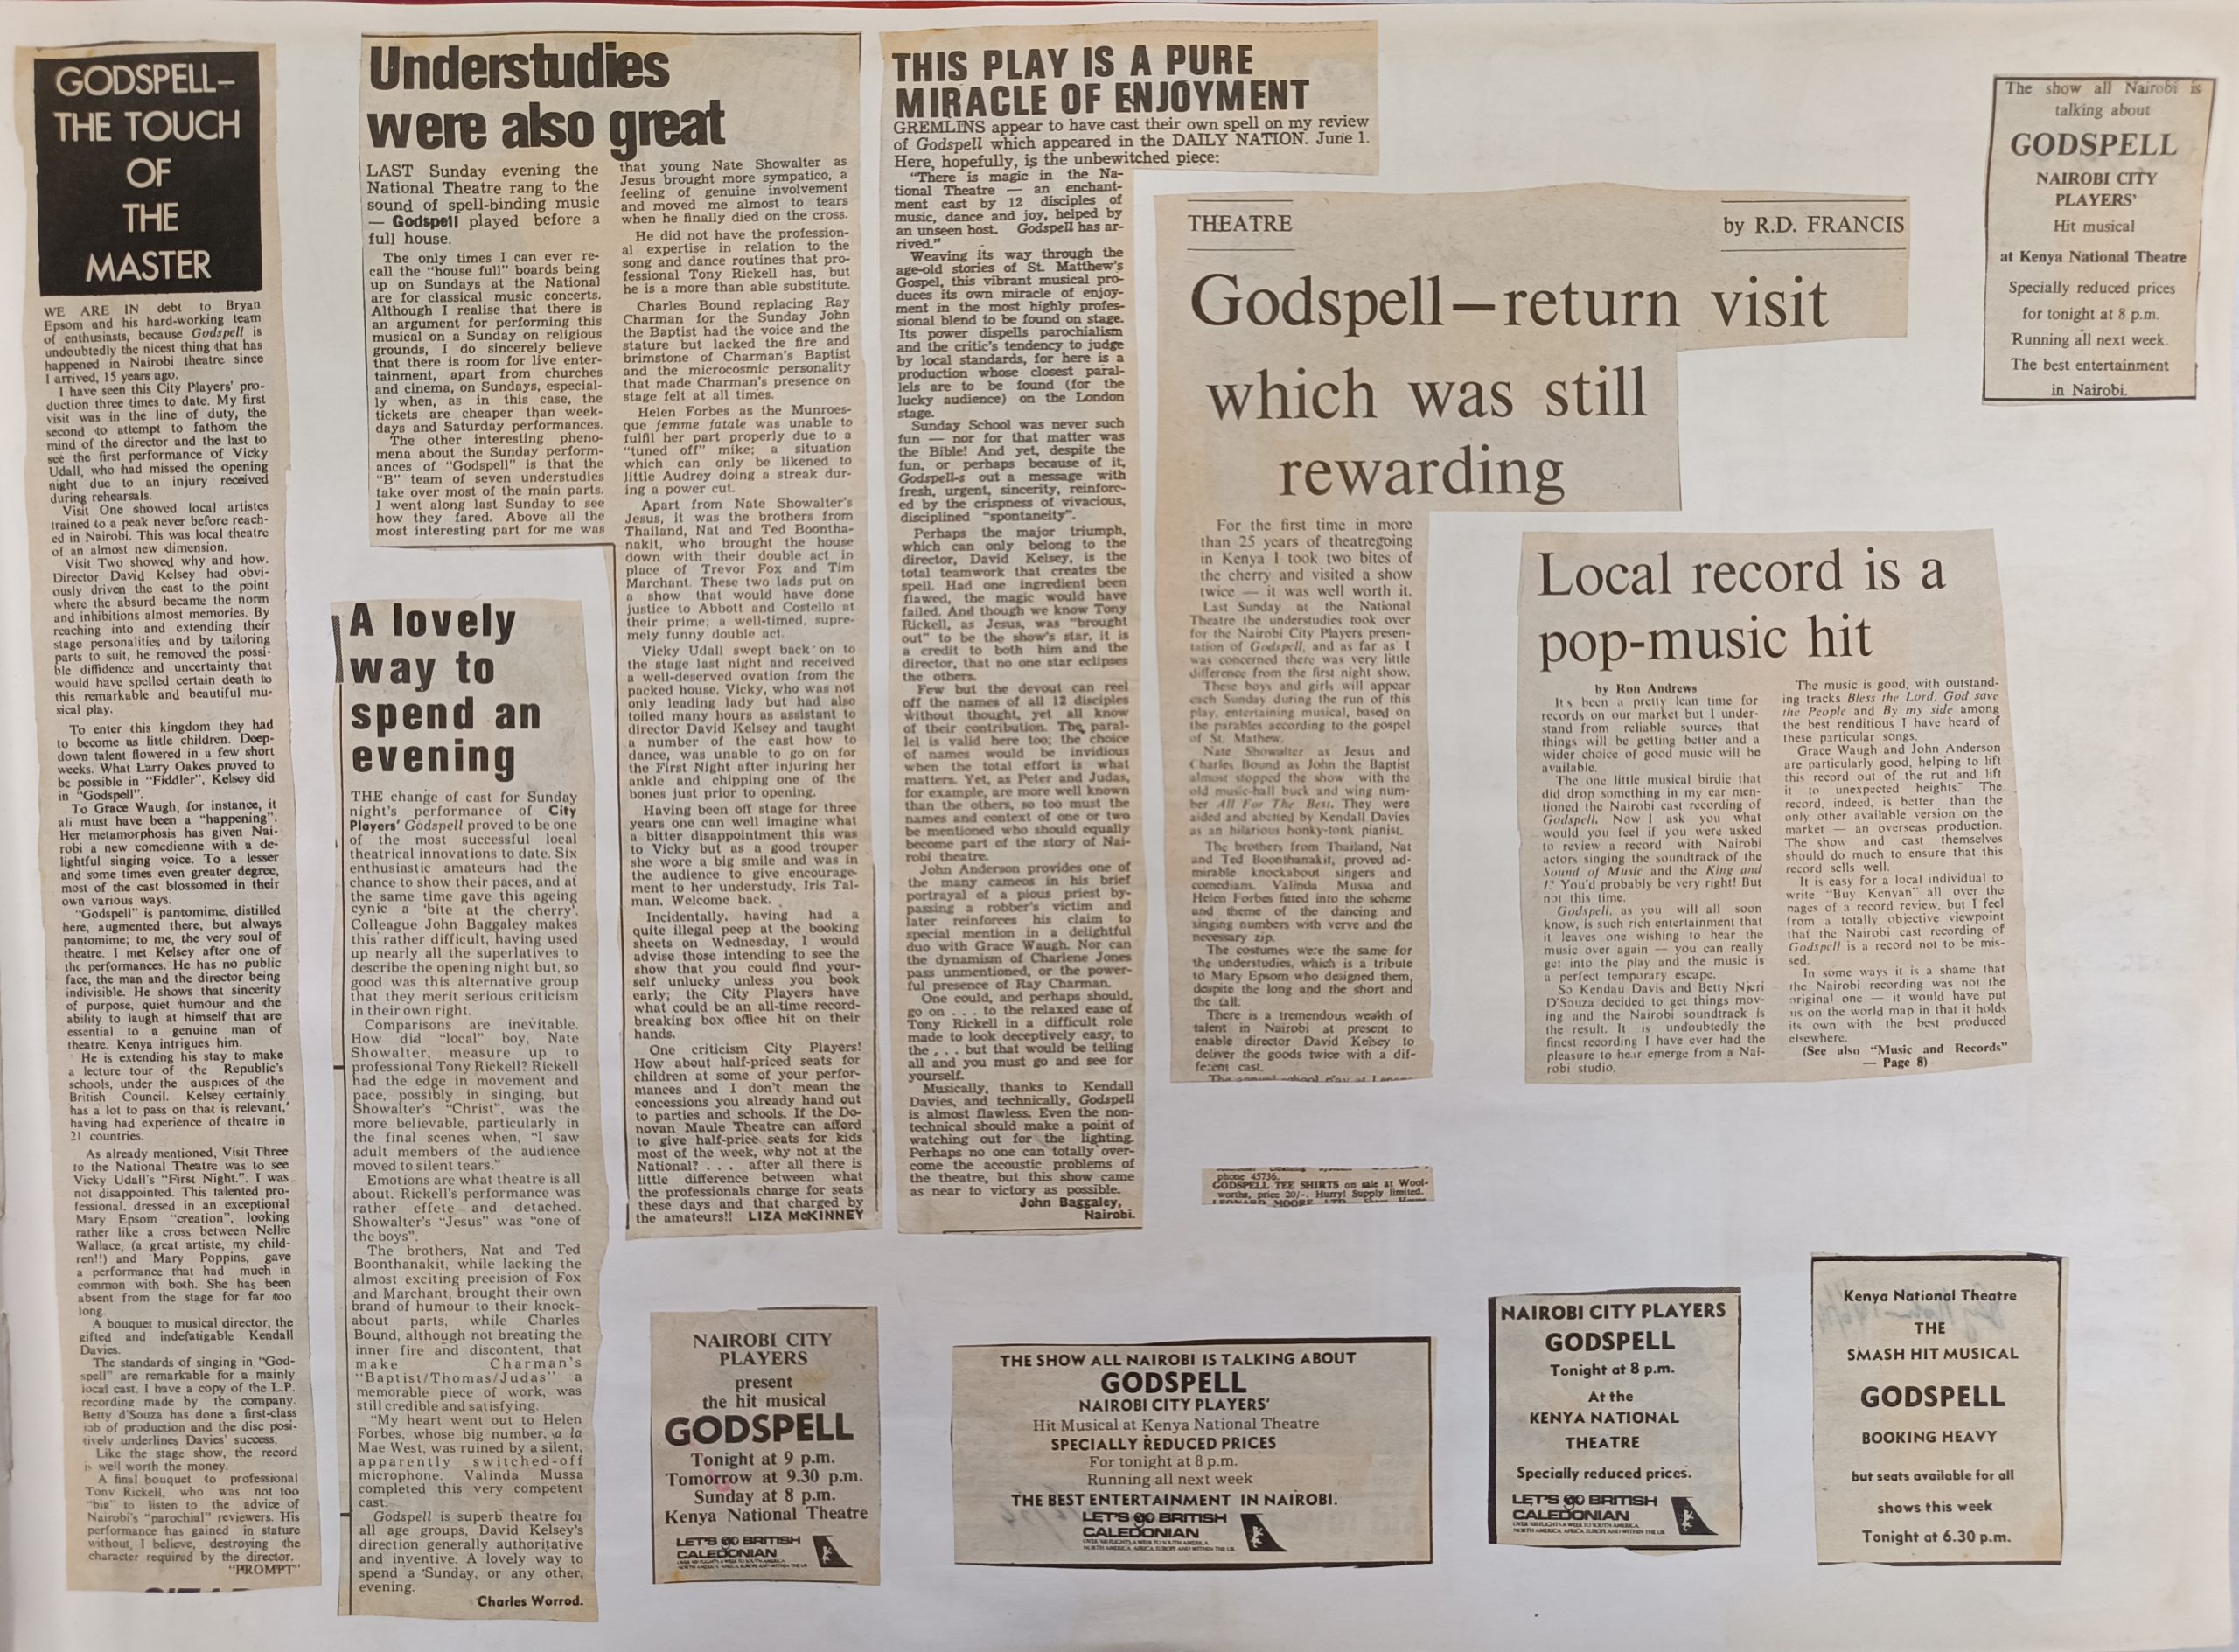 GODSPELL–
THE TOUCH
OF
THE
MASTER
WE ARE IN debt to Bryan
Epsom and his hard-working team
of enthusiasts, because Godspell is
undoubtedly the nicest thing that has
happened in Nairobi theatre since
I arrived, 15 years ago.
I have seen this City Players' pro-
duction three times to date. My first
visit was in the line of duty, the
second to attempt to fathom the
mind of the director and the last to
see the first performance of Vicky
Udall, who had missed the opening
night due to an injury received
during rehearsals.
Visit One showed local artistes
trained to a peak never before reach-
ed in Nairobi. This was local theatre
of an almost new dimension.
Visit Two showed why and how.
Director David Kelsey had obvi-
ously driven the cast to the point
where the absurd became the norm
and inhibitions almost memories. By
reaching into and extending their
stage personalities and by tailoring
parts to suit, he removed the possi-
ble diffidence and uncertainty that
would have spelled certain death to
this remarkable and beautiful mu-
sical play.
To enter this kingdom they had
to become as little children. Deep-
down talent flowered in a few short
weeks. What Larry Oakes proved to
be possible in "Fiddler", Kelsey did
in "Godspell".
To Grace Waugh, for instance, it
all must have been a "happening".
Her metamorphosis has given Nai-
robi a new comedienne with a de-
lightful singing voice. To a lesser
and some times even greater degree,
most of the cast blossomed in their
own various ways.
"Godspell" is pantomime, distilled
here, augmented there, but always
pantomime; to me, the very soul of
theatre. I met Kelsey after one of
the performances. He has no public
face, the man and the director being
indivisible. He shows that sincerity
of purpose, quiet humour and the
ability to laugh at himself that are
essential to a genuine man of
theatre. Kenya intrigues him.
He is extending his stay to make
a lecture tour of the Republic's
schools, under the auspices of the
British Council. Kelsey certainly
has a lot to pass on that is relevant,
having had experience of theatre in
21 countries.
As already mentioned, Visit Three
to the National Theatre was to see
Vicky Udall's "First Night.". I was
not disappointed. This talented pro-
fessional, dressed in an exceptional
Mary Epsom "creation", looking
rather like a cross between Nellie
Wallace, (a great artiste, my child-
ren!!) and Mary Poppins, gave
a performance that had much in
common with both. She has been
absent from the stage for far too
long.
A bouquet to musical director, the
gifted and indefatigable Kendall
Davies.
The standards of singing in "God-
spell" are remarkable for a mainly
local cast. I have a copy of the L.P.
recording made by the company.
Betty d'Souza has done a first-class
job of production and the disc posi-
tively underlines Davies' success.
Like the stage show, the record
is well worth the money.
A final bouquet to professional
Tony Rickell, who was not too
"big" to listen to the advice of
Nairobi's "parochial" reviewers. His
performance has gained in stature
without, I believe, destroying the
character required by the director.
"PROMPT"
Understudies
were also great
LAST Sunday evening the
National Theatre rang to the
sound of spell-binding music
— Godspell played before a
full house.
The only times I can ever re-
call the "house full" boards being
up on Sundays at the National
are for classical music concerts.
Although I realise that there is
an argument for performing this
musical on a Sunday on religious
grounds, I do sincerely believe
that there is room for live enter-
tainment, apart from churches
and cinema, on Sundays, especial-
ly when, as in this case, the
tickets are cheaper than week-
days and Saturday performances.
The other interesting pheno-
mena about the Sunday perform-
ances of "Godspell" is that the
"B" team of seven understudies
take over most of the main parts.
I went along last Sunday to see
how they fared. Above all the
most interesting part for me was
that young Nate Showalter as
Jesus brought more sympatico, a
feeling of genuine involvement
and moved me almost to tears
when he finally died on the cross.
He did not have the profession-
al expertise in relation to the
song and dance routines that pro-
fessional Tony Rickell has, but
he is a more than able substitute.
Charles Bound replacing Ray
Charman for the Sunday John
the Baptist had the voice and the
stature but lacked the fire and
brimstone of Charman's Baptist
and the microcosmic personality
that made Charman's presence on
stage felt at all times.
Helen Forbes as the Munroes-
que femme fatale was unable to
fulfil her part properly due to a
"tuned off" mike; a situation
which can only be likened to
little Audrey doing a streak dur-
ing a power cut.
Apart from Nate Showalter's
Jesus, it was the brothers from
Thailand, Nat and Ted Boontha-
nakit, who brought the house
down with their double act in
place of Trevor Fox and Tim
Marchant. These two lads put on
a show that would have done
justice to Abbott and Costello at
their prime; a well-timed, supre-
mely funny double act.
Vicky Udall swept back on to
the stage last night and received
a well-deserved ovation from the
packed house. Vicky, who was not
only leading lady but had also
toiled many hours as assistant to
director David Kelsey and taught
a number of the cast how to
dance, was unable to go on for
the First Night after injuring her
ankle and chipping one of the
bones just prior to opening.
Having been off stage for three
years one can well imagine what
a bitter disappointment this was
to Vicky but as a good trouper
she wore a big smile and was in
the audience to give encourage-
ment to her understudy, Iris Tal-
man. Welcome back.
Incidentally, having had a
quite illegal peep at the booking
sheets on Wednesday, I would
advise those intending to see the
show that you could find your-
self unlucky unless you book
early; the City Players have
what could be an all-time record-
breaking box office hit on their
hands.
One criticism City Players!
How about half-priced seats for
children at some of your perfor-
mances and I don't mean the
concessions you already hand out
to parties and schools. If the Do-
novan Maule Theatre can afford
to give half-price seats for kids
most of the week, why not at the
National? . . . after all there is
little difference between what
the professionals charge for seats
these days and that charged by
the amateurs!! LIZA McKINNEY
A lovely
way to
spend an
evening
THE change of cast for Sunday
night's performance of City
Players' Godspell proved to be one
of the most successful local
theatrical innovations to date. Six
enthusiastic amateurs had the
chance to show their paces, and at
the same time gave this ageing
cynic a 'bite at the cherry'.
Colleague John Baggaley makes
this rather difficult, having used
up nearly all the superlatives to
describe the opening night but, so
good was this alternative group
that they merit serious criticism
in their own right.
Comparisons are inevitable.
How did "local" boy, Nate
Showalter, measure up to
professional Tony Rickell? Rickell
had the edge in movement and
pace, possibly in singing, but
Showalter's "Christ", was the
more believable, particularly in
the final scenes when, "I saw
adult members of the audience
moved to silent tears."
Emotions are what theatre is all
about. Rickell's performance was
rather effete and detached.
Showalter's "Jesus" was "one of
the boys".
The brothers, Nat and Ted
Boonthanakit, while lacking the
almost exciting precision of Fox
and Marchant, brought their own
brand of humour to their knock-
about parts, while Charles
Bound, although not breating the
inner fire and discontent, that
make Charman's
"Baptist/Thomas/Judas" a
memorable piece of work, was
still credible and satisfying.
"My heart went out to Helen
Forbes, whose big number, a la
Mae West, was ruined by a silent,
apparently switched-off
microphone. Valinda Mussa
completed this very competent
cast.
Godspell is superb theatre for
all age groups, David Kelsey's
direction generally authoritative
and inventive. A lovely way to
spend a Sunday, or any other,
evening.
Charles Worrod.
THIS PLAY IS A PURE
MIRACLE OF ENJOYMENT
GREMLINS appear to have cast their own spell on my review
of Godspell which appeared in the DAILY NATION. June 1.
Here, hopefully, is the unbewitched piece:
"There is magic in the Na-
tional Theatre — an enchant-
ment cast by 12 disciples of
music, dance and joy, helped by
an unseen host. Godspell has ar-
rived."
Weaving its way through the
age-old stories of St. Matthew's
Gospel, this vibrant musical pro-
duces its own miracle of enjoy-
ment in the most highly profes-
sional blend to be found on stage.
Its power dispells parochialism
and the critic's tendency to judge
by local standards, for here is a
production whose closest paral-
lels are to be found (for the
lucky audience) on the London
stage.
Sunday School was never such
fun — nor for that matter was
the Bible! And yet, despite the
fun, or perhaps because of it,
Godspell-s out a message with
fresh, urgent, sincerity, reinforc-
ed by the crispness of vivacious,
disciplined "spontaneity".
Perhaps the major triumph,
which can only belong to the
director, David Kelsey, is the
total teamwork that creates the
spell. Had one ingredient been
flawed, the magic would have
failed. And though we know Tony
Rickell, as Jesus, was "brought
out" to be the show's star, it is
a credit to both him and the
director, that no one star eclipses
the others.
Few but the devout can reel
off the names of all 12 disciples
without thought, yet all know
of their contribution. The paral-
lel is valid here too; the choice
of names would be invidious
when the total effort is what
matters. Yet, as Peter and Judas,
for example, are more well known
than the others, so too must the
names and context of one or two
be mentioned who should equally
become part of the story of Nai-
robi theatre.
John Anderson provides one of
the many cameos in his brief
portrayal of a pious priest by-
passing a robber's victim and
later reinforces his claim to
special mention in a delightful
duo with Grace Waugh. Nor can
the dynamism of Charlene Jones
pass unmentioned, or the power-
ful presence of Ray Charman.
One could, and perhaps should,
go on . . . to the relaxed ease of
Tony Rickell in a difficult role
made to look deceptively easy, to
the . . . but that would be telling
all and you must go and see for
yourself.
Musically, thanks to Kendall
Davies, and technically, Godspell
is almost flawless. Even the non-
technical should make a point of
watching out for the lighting.
Perhaps no one can totally over-
come the accoustic problems of
the theatre, but this show came
as near to victory as possible.
John Baggaley,
Nairobi.
THEATRE
by R.D. FRANCIS
Godspell – return visit
which was still
rewarding
For the first time in more
than 25 years of theatregoing
in Kenya I took two bites of
the cherry and visited a show
twice — it was well worth it.
Last Sunday at the National
Theatre the understudies took over
for the Nairobi City Players presen-
tation of Godspell, and as far as I
was concerned there was very little
difference from the first night show.
These boys and girls will appear
each Sunday during the run of this
play, entertaining musical, based on
the parables according to the gospel
of St. Mathew.
Nate Showalter as Jesus and
Charles Bound as John the Baptist
almost stopped the show with the
old music-hall buck and wing num-
ber All For The Best. They were
aided and abetted by Kendall Davies
as an hilarious honky-tonk pianist.
The brothers from Thailand, Nat
and Ted Boonthanakit, proved ad-
mirable knockabout singers and
comedians. Valinda Mussa and
Helen Forbes fitted into the scheme
and theme of the dancing and
singing numbers with verve and the
necessary zip.
The costumes were the same for
the understudies, which is a tribute
to Mary Epsom who designed them,
despite the long and the short and
the tall.
There is a tremendous wealth of
talent in Nairobi at present to
enable director David Kelsey to
deliver the goods twice with a dif-
ferent cast.
phone 45736.
GODSPELL TEE SHIRTS on sale at Wool-
worths, price 20/-. Hurry! Supply limited.
LEONARD MOORE LTD
Local record is a
pop-music hit
by Ron Andrews
It's been a pretty lean time for
records on our market but I under-
stand from reliable sources that
things will be getting better and a
wider choice of good music will be
available.
The one little musical birdie that
did drop something in my ear men-
tioned the Nairobi cast recording of
Godspell. Now I ask you what
would you feel if you were asked
to review a record with Nairobi
actors singing the soundtrack of the
Sound of Music and the King and
I? You'd probably be very right! But
not this time.
Godspell, as you will all soon
know, is such rich entertainment that
it leaves one wishing to hear the
music over again — you can really
get into the play and the music is
a perfect temporary escape.
So Kendau Davis and Betty Njeri
D'Souza decided to get things mov-
ing and the Nairobi soundtrack is
the result. It is undoubtedly the
finest recording I have ever had the
pleasure to hear emerge from a Nai-
robi studio.
The music is good, with outstand-
ing tracks Bless the Lord, God save
the People and By my side among
the best renditious I have heard of
these particular songs.
Grace Waugh and John Anderson
are particularly good, helping to lift
this record out of the rut and lift
it to unexpected heights." The
record, indeed, is better than the
only other available version on the
market — an overseas production.
The show and cast themselves
should do much to ensure that this
record sells well.
It is easy for a local individual to
write "Buy Kenyan" all over the
pages of a record review, but I feel
from a totally objective viewpoint
that the Nairobi cast recording of
Godspell is a record not to be mis-
sed.
In some ways it is a shame that
the Nairobi recording was not the
original one — it would have put
us on the world map in that it holds
its own with the best produced
elsewhere.
(See also "Music and Records"
— Page 8)
The show all Nairobi is
talking about
GODSPELL
NAIROBI CITY
PLAYERS'
Hit musical
at Kenya National Theatre
Specially reduced prices
for tonight at 8 p.m.
Running all next week.
The best entertainment
in Nairobi.
NAIROBI CITY
PLAYERS
present
the hit musical
GODSPELL
Tonight at 9 p.m.
Tomorrow at 9.30 p.m.
Sunday at 8 p.m.
Kenya National Theatre
LET'S GO BRITISH
CALEDONIAN
THE SHOW ALL NAIROBI IS TALKING ABOUT
GODSPELL
NAIROBI CITY PLAYERS'
Hit Musical at Kenya National Theatre
SPECIALLY REDUCED PRICES
For tonight at 8 p.m.
Running all next week
THE BEST ENTERTAINMENT IN NAIROBI.
LET'S GO BRITISH
CALEDONIAN
NAIROBI CITY PLAYERS
GODSPELL
Tonight at 8 p.m.
At the
KENYA NATIONAL
THEATRE
Specially reduced prices.
LET'S GO BRITISH
CALEDONIAN
Kenya National Theatre
THE
SMASH HIT MUSICAL
GODSPELL
BOOKING HEAVY
but seats available for all
shows this week
Tonight at 6.30 p.m.